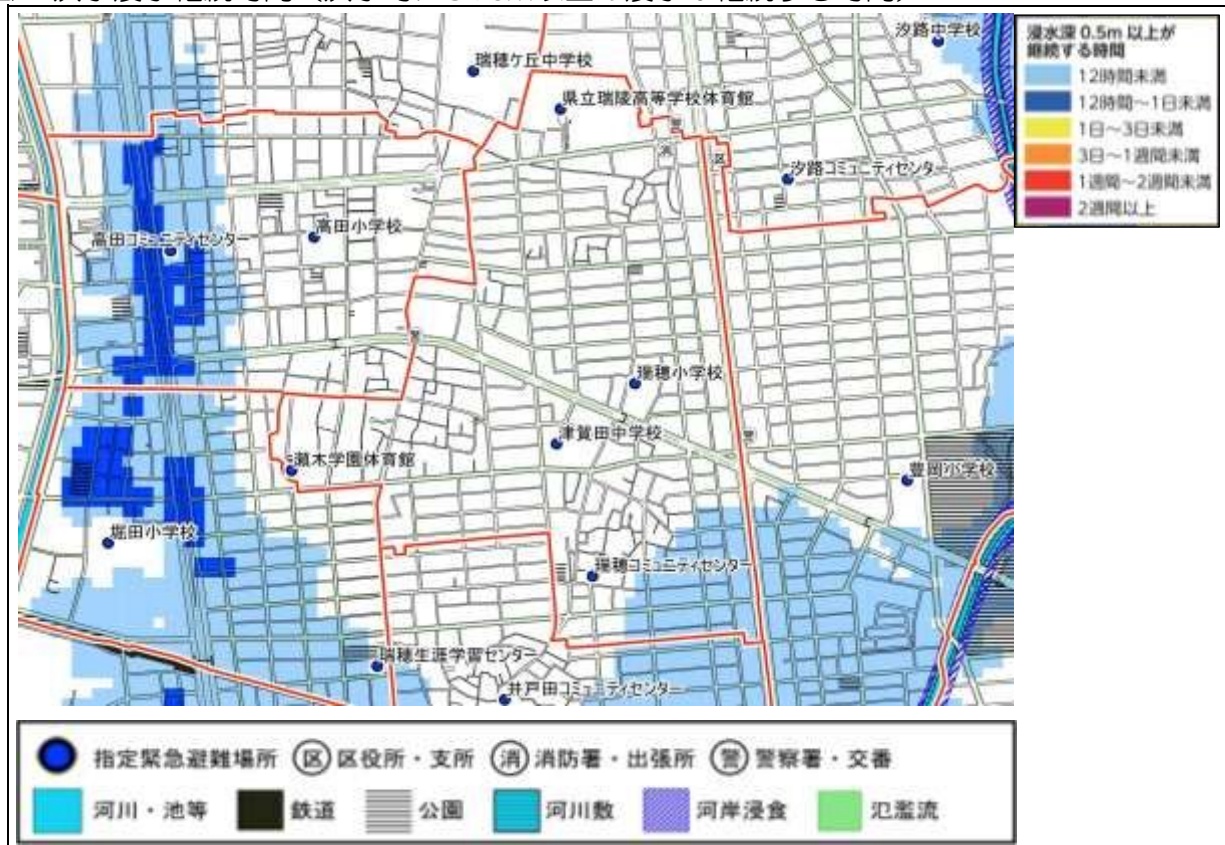 浸水深 0.5m 以上が
継続する時間
12時間未満
12時間～1日未満
1日～3日未満
3日～1週間未満
1週間～2週間未満
2週間以上
汐路中学校
瑞穂ケ丘中学校
県立瑞陵高等学校体育館
警
消
区
汐路コミュニティセンター
高田小学校
高田コミュニティセンター
警
瑞穂小学校
津賀田中学校
警
瀬木学園体育館
豊岡小学校
堀田小学校
瑞穂コミュニティセンター
瑞穂生涯学習センター
井戸田コミュニティセンター
指定緊急避難場所 区 区役所・支所 消 消防署・出張所 警 警察署・交番
河川・池等 鉄道 公園 河川敷 河岸浸食 氾濫流